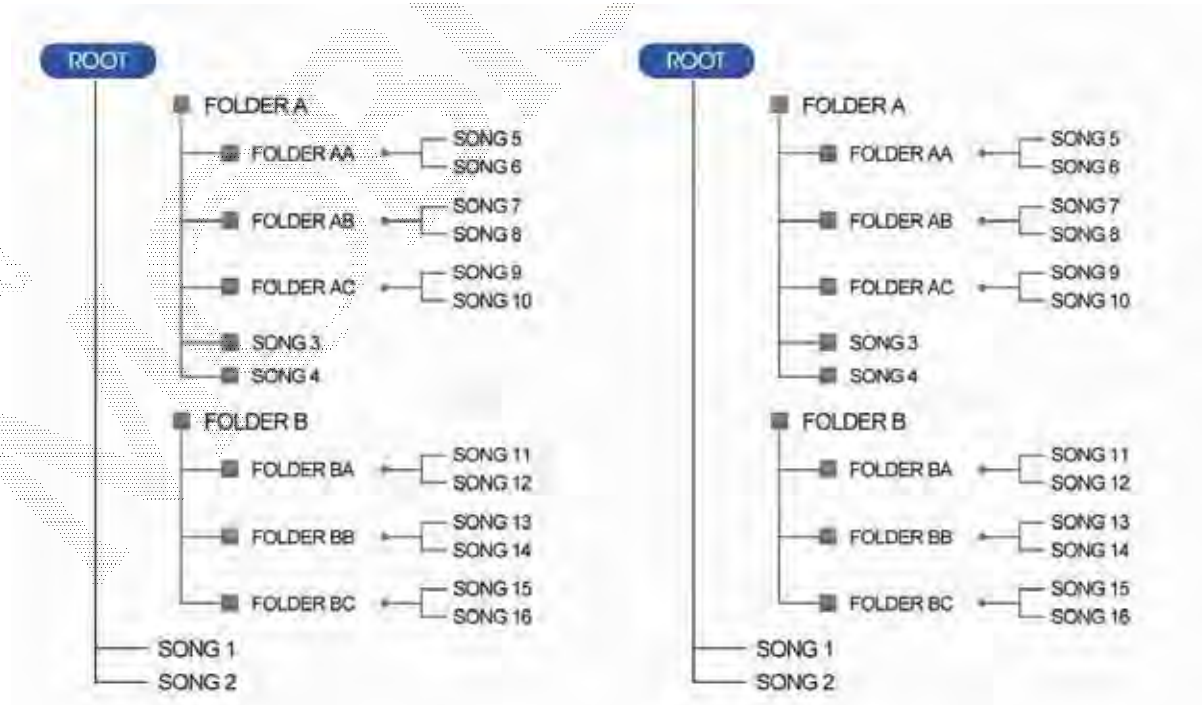 ROOT
FOLDER A
FOLDER AA
SONG 5
SONG 6
FOLDER AB
SONG 7
SONG 8
FOLDER AC
SONG 9
SONG 10
SONG 3
SONG 4
FOLDER B
FOLDER BA
SONG 11
SONG 12
FOLDER BB
SONG 13
SONG 14
FOLDER BC
SONG 15
SONG 16
SONG 1
SONG 2
ROOT
FOLDER A
FOLDER AA
SONG 5
SONG 6
FOLDER AB
SONG 7
SONG 8
FOLDER AC
SONG 9
SONG 10
SONG 3
SONG 4
FOLDER B
FOLDER BA
SONG 11
SONG 12
FOLDER BB
SONG 13
SONG 14
FOLDER BC
SONG 15
SONG 16
SONG 1
SONG 2